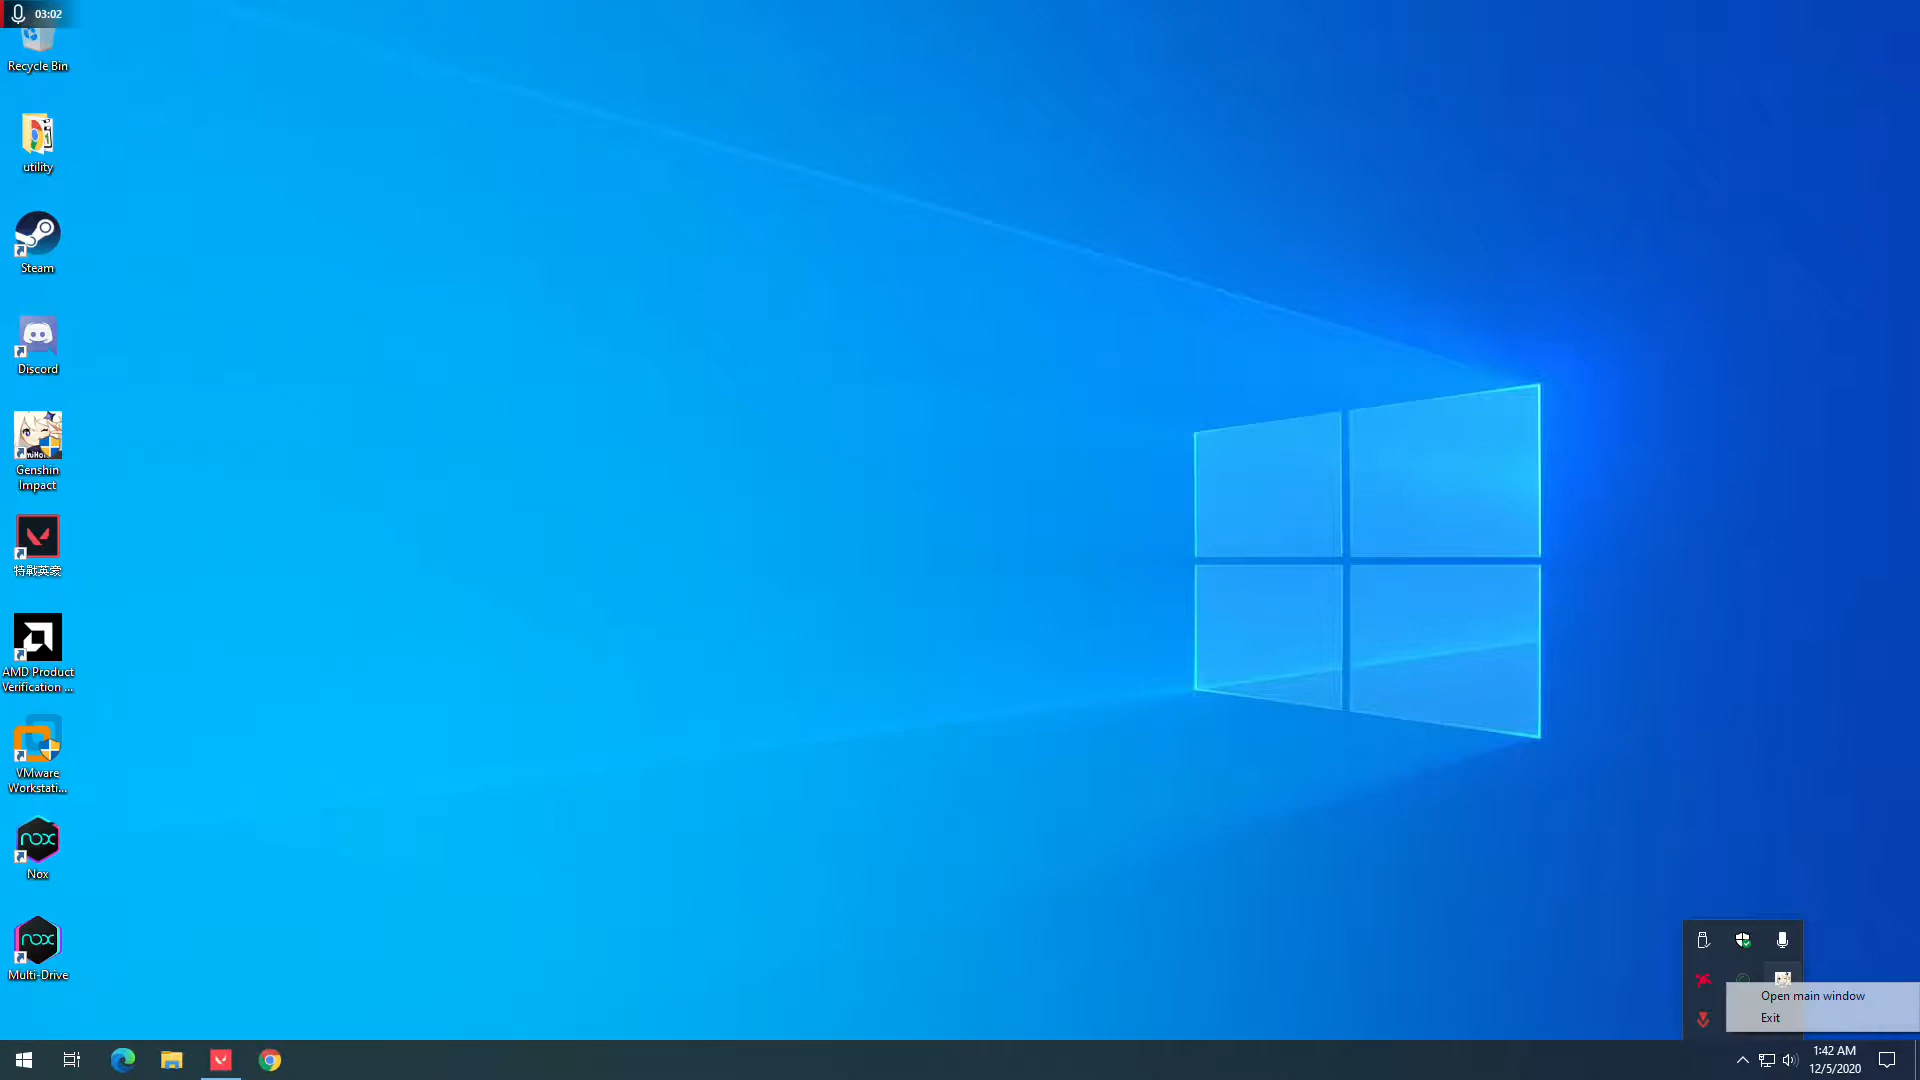 03:02
Recycle Bin
utility
Steam
Discord
Genshin
Impact
特戰英豪
AMD Product
Verification ...
VMware
Workstati...
nox
Nox
nox
Multi-Drive
Open main window
Exit
1:42 AM
12/5/2020